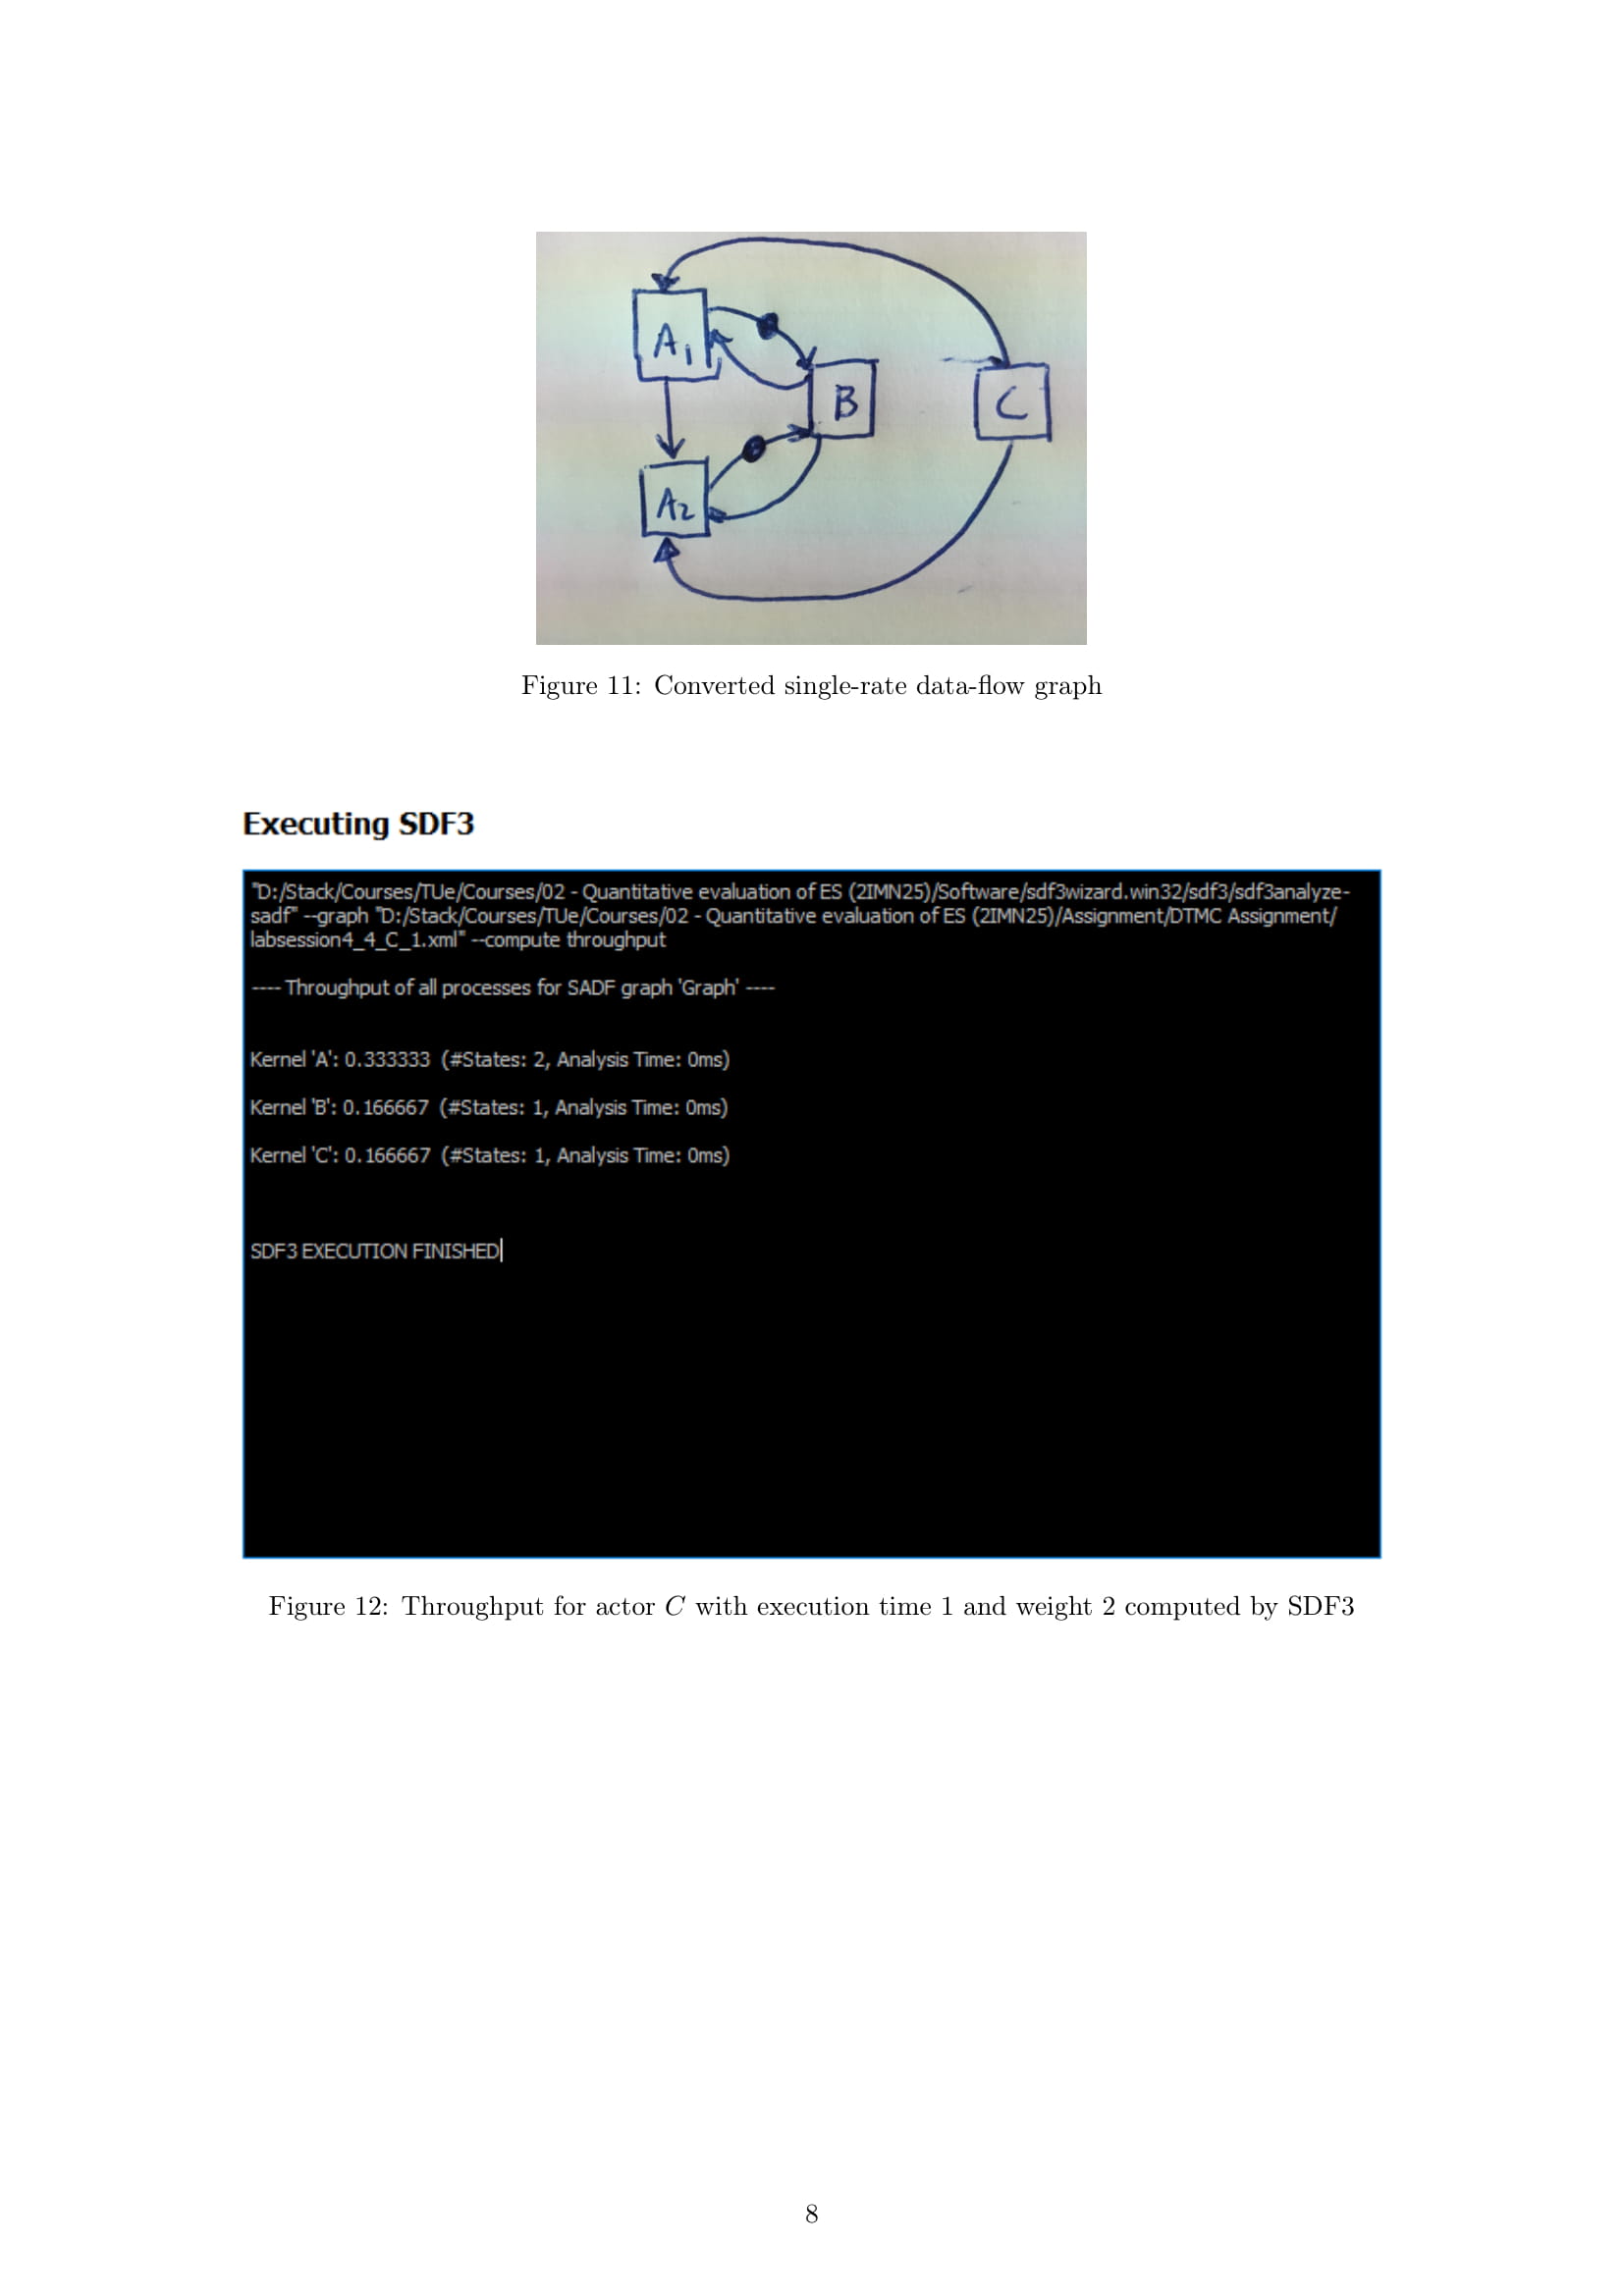 A1
B
C
A2
Figure 11: Converted single-rate data-flow graph
Executing SDF3
"D:/Stack/Courses/TUe/Courses/02 - Quantitative evaluation of ES (2IMN25)/Software/sdf3wizard.win32/sdf3/sdf3analyze-
sadf" --graph "D:/Stack/Courses/TUe/Courses/02 - Quantitative evaluation of ES (2IMN25)/Assignment/DTMC Assignment/
labsession4_4_C_1.xml" --compute throughput
---- Throughput of all processes for SADF graph 'Graph' ----
Kernel 'A': 0.333333 (#States: 2, Analysis Time: 0ms)
Kernel 'B': 0.166667 (#States: 1, Analysis Time: 0ms)
Kernel 'C': 0.166667 (#States: 1, Analysis Time: 0ms)
SDF3 EXECUTION FINISHED
Figure 12: Throughput for actor C with execution time 1 and weight 2 computed by SDF3
8